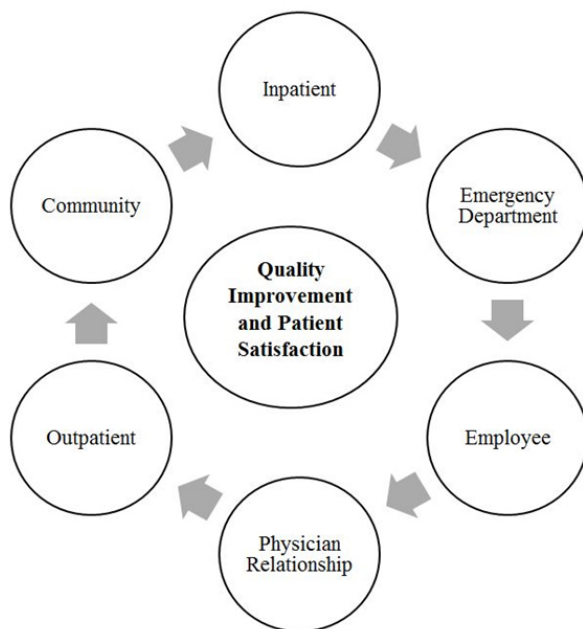 Inpatient
Emergency
Department
Employee
Physician
Relationship
Outpatient
Community
Quality
Improvement
and Patient
Satisfaction